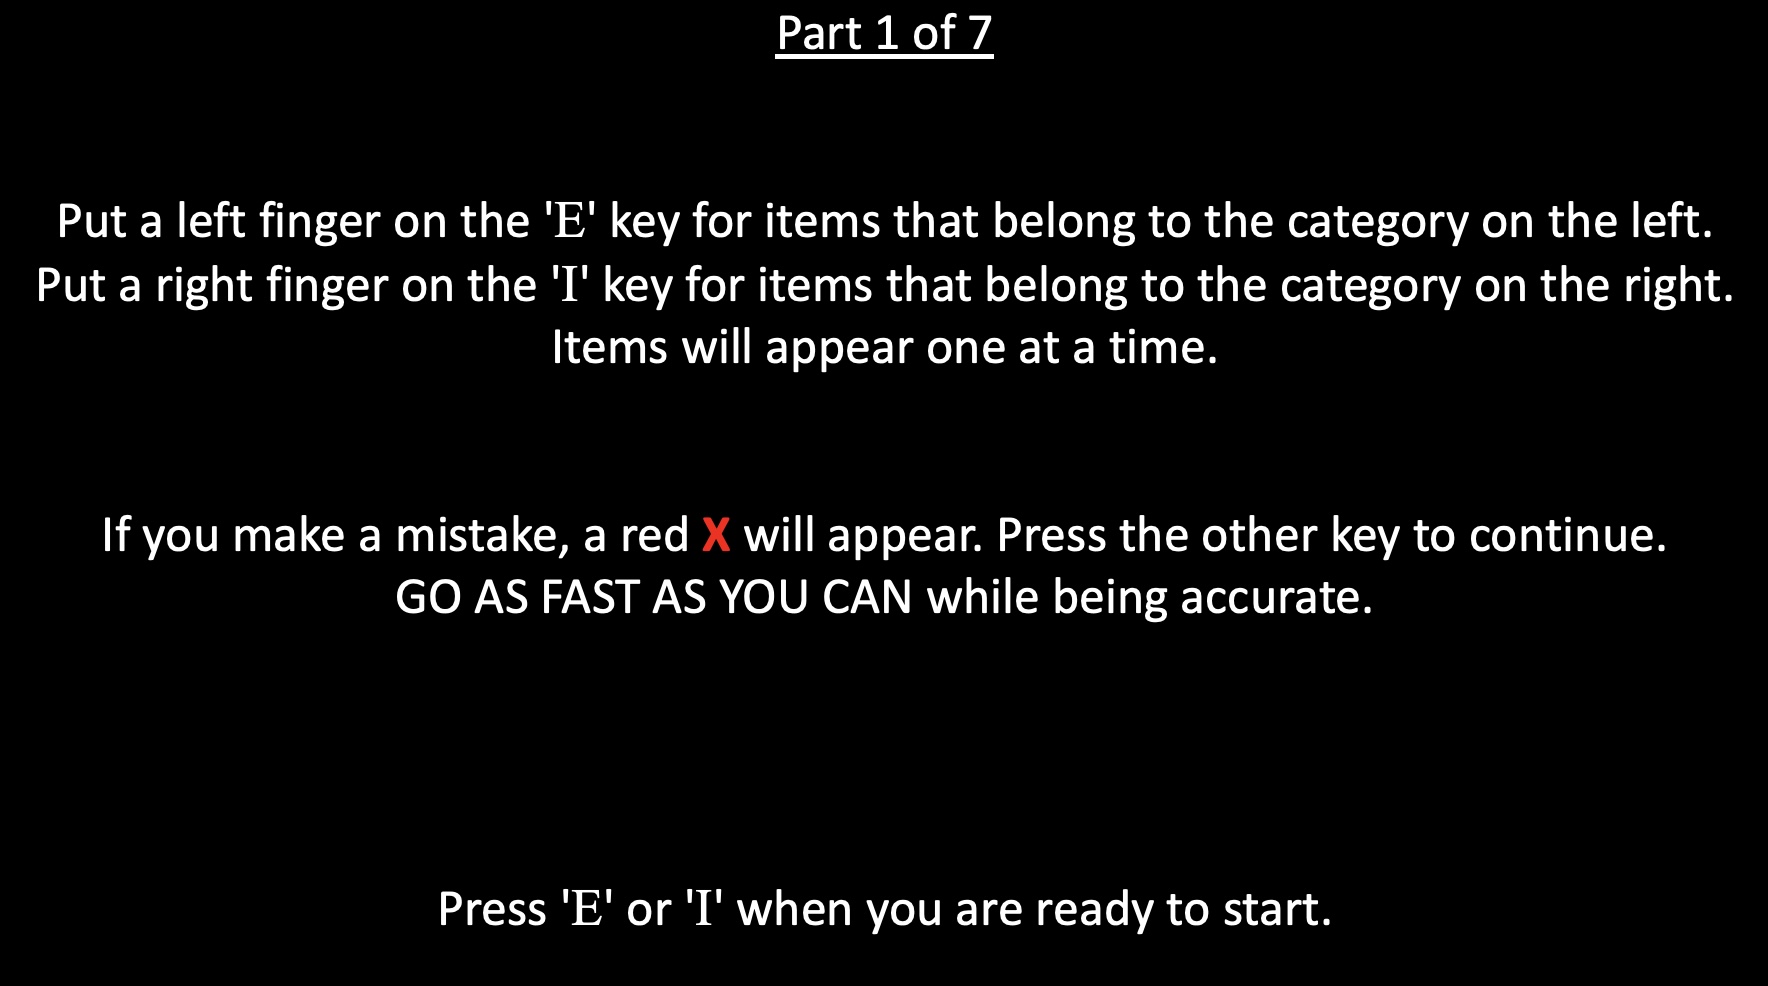 Part 1 of 7
Put a left finger on the 'E' key for items that belong to the category on the left.
Put a right finger on the 'I' key for items that belong to the category on the right.
Items will appear one at a time.
If you make a mistake, a red X will appear. Press the other key to continue.
GO AS FAST AS YOU CAN while being accurate.
Press 'E' or 'I' when you are ready to start.